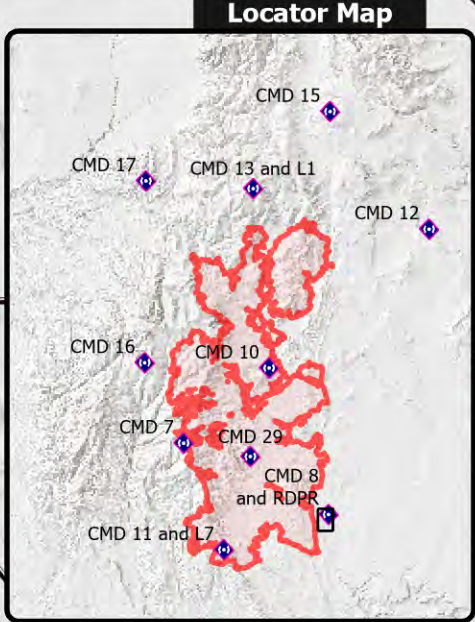 Locator Map
CMD 15
CMD 17
CMD 13 and L1
CMD 12
CMD 16
CMD 10
CMD 7
CMD 29
CMD 8
and RDPR
CMD 11 and L7